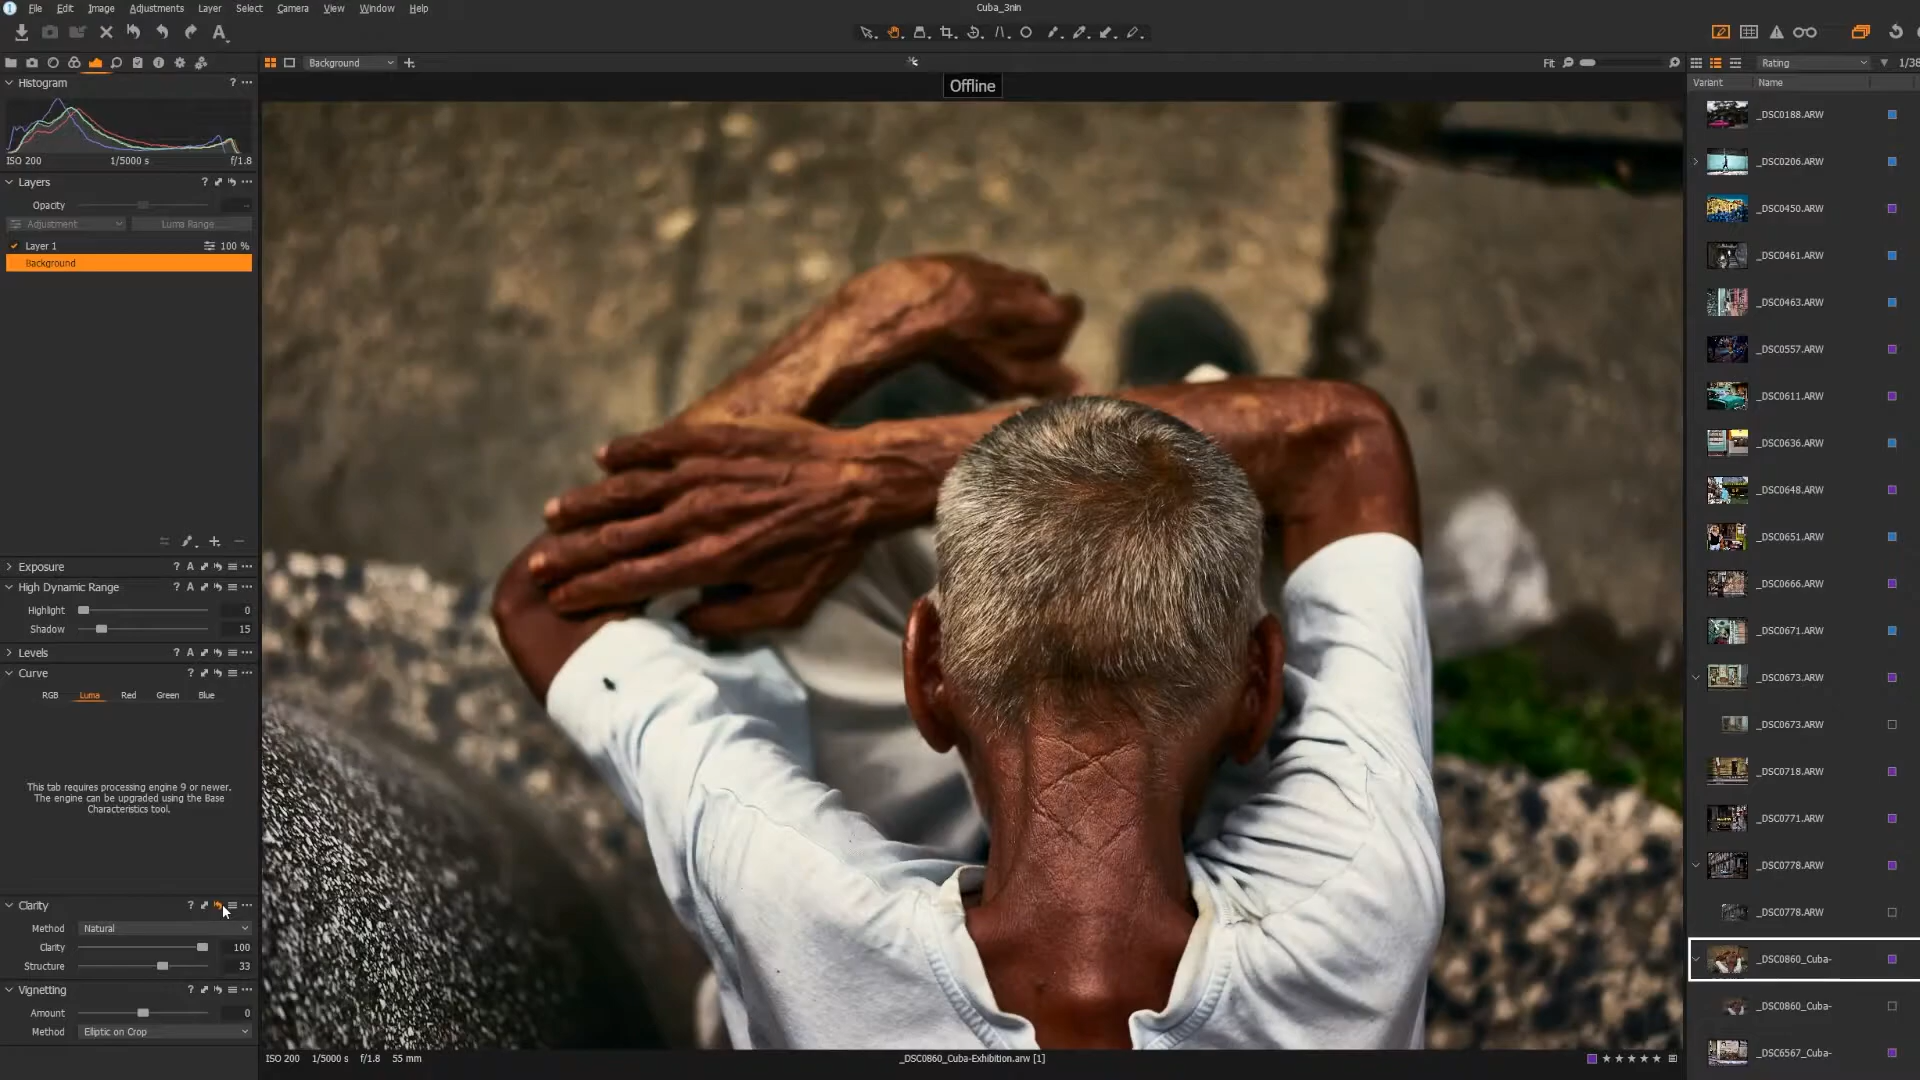 File Edit Image Adjustments Layer Select Camera View Window Help
Cuba_3nin
A
Background
Fit
Rating
1/38
Histogram ?
Offline
Variant Name
ISO 200 1/5000 s f/1.8
Layers ?
Opacity
Adjustment Luma Range...
Layer 1 100 %
Background
Exposure ? A
High Dynamic Range ? A
Highlight 0
Shadow 15
Levels ? A
Curve ?
RGB Luma Red Green Blue
This tab requires processing engine 9 or newer.
The engine can be upgraded using the Base
Characteristics tool.
Clarity ?
Method Natural
Clarity 100
Structure 33
Vignetting ?
Amount 0
Method Elliptic on Crop
ISO 200 1/5000 s f/1.8 55 mm
_DSC0860_Cuba-Exhibition.arw [1]
_DSC0188.ARW
_DSC0206.ARW
_DSC0450.ARW
_DSC0461.ARW
_DSC0463.ARW
_DSC0557.ARW
_DSC0611.ARW
_DSC0636.ARW
_DSC0648.ARW
_DSC0651.ARW
_DSC0666.ARW
_DSC0671.ARW
_DSC0673.ARW
_DSC0673.ARW
_DSC0718.ARW
_DSC0771.ARW
_DSC0778.ARW
_DSC0778.ARW
_DSC0860_Cuba-
_DSC0860_Cuba-
_DSC6567_Cuba-